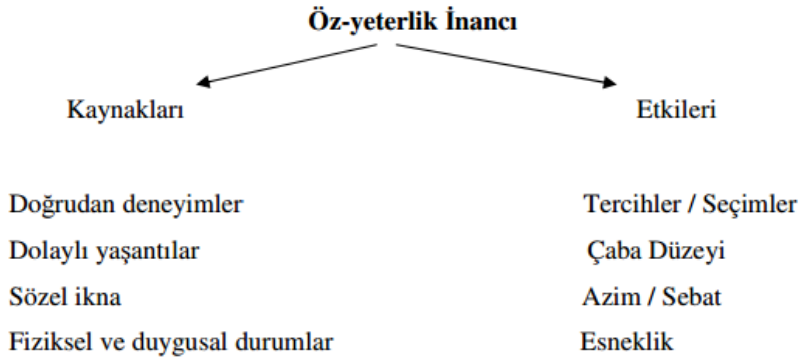 Öz-yeterlik İnancı
Kaynakları
Etkileri
Doğrudan deneyimler
Tercihler / Seçimler
Dolaylı yaşantılar
Çaba Düzeyi
Sözel ikna
Azim / Sebat
Fiziksel ve duygusal durumlar
Esneklik